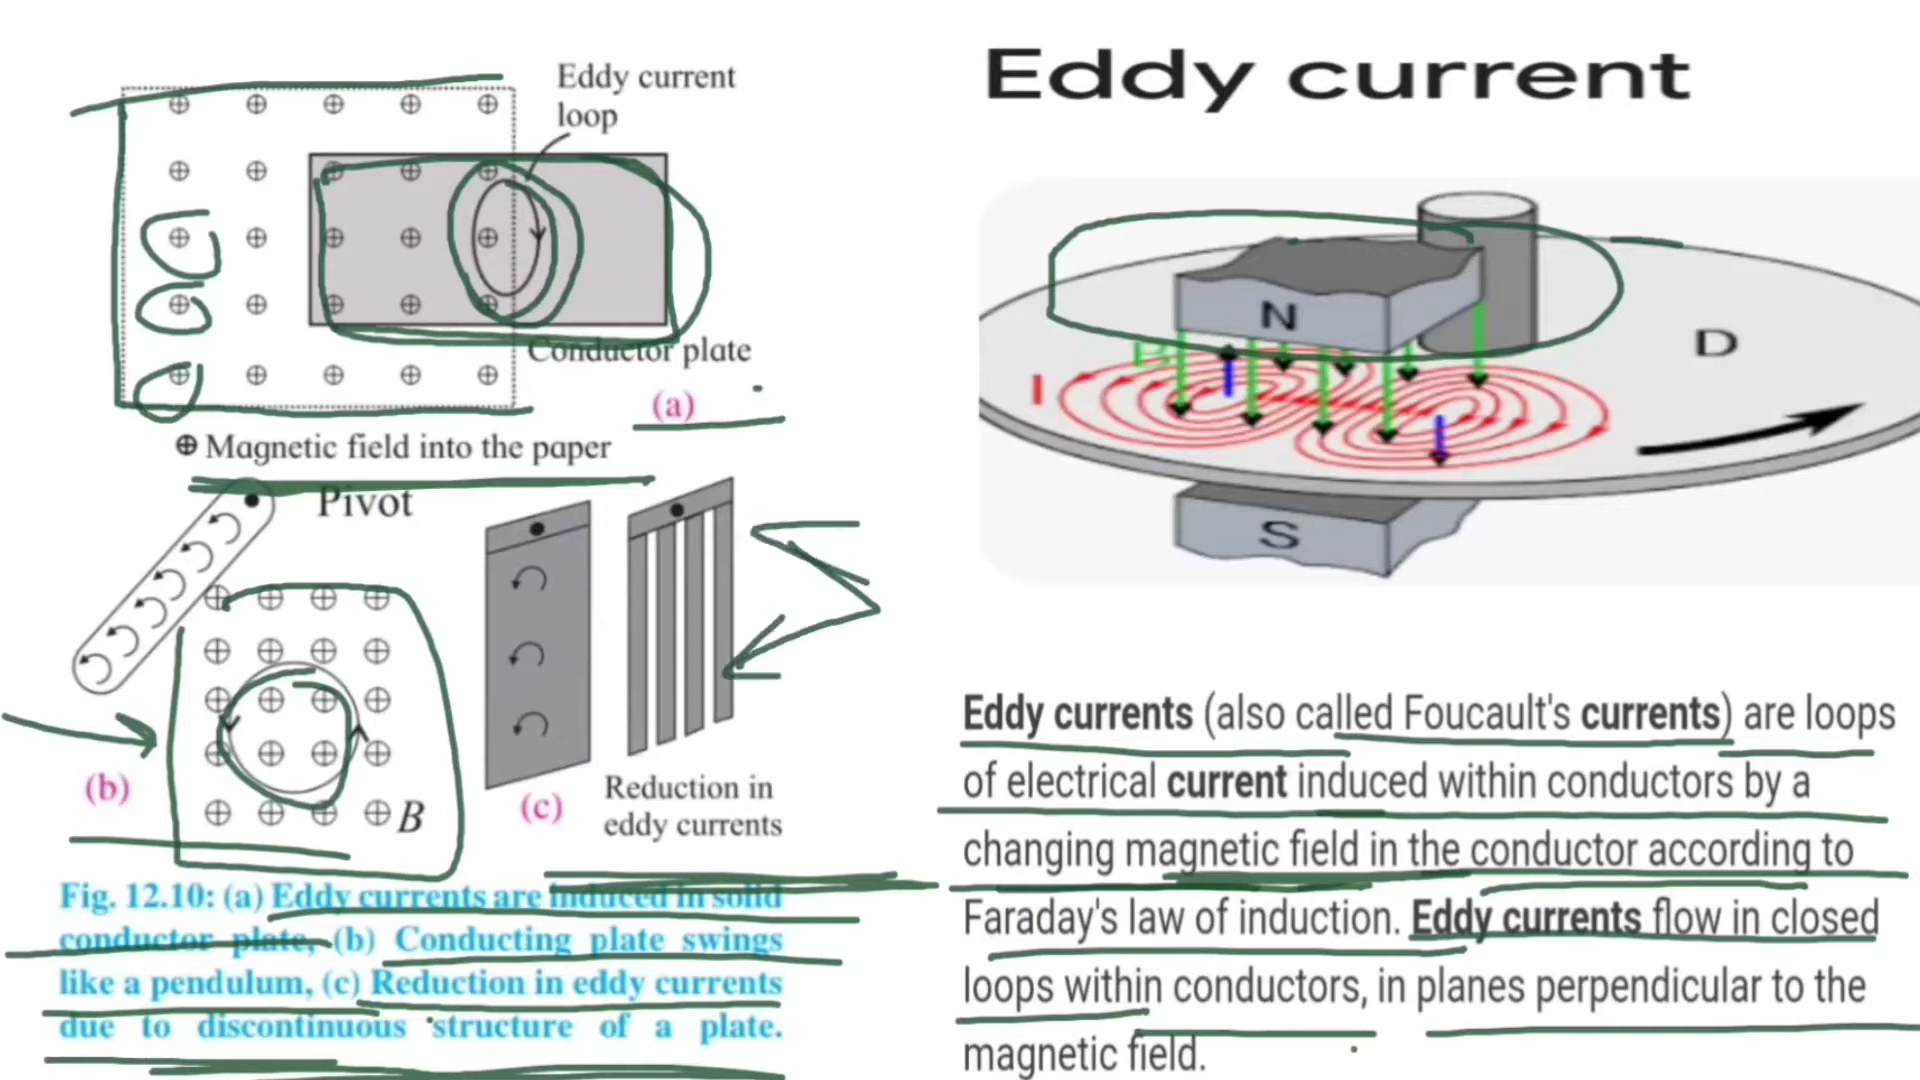 Eddy current
loop
Conductor plate
(a)
⊕ Magnetic field into the paper
Pivot
(b)
B
(c)
Reduction in
eddy currents
Fig. 12.10: (a) Eddy currents are induced in solid
conductor plate, (b) Conducting plate swings
like a pendulum, (c) Reduction in eddy currents
due to discontinuous structure of a plate.
Eddy current
N
D
B
I
S
Eddy currents (also called Foucault's currents) are loops
of electrical current induced within conductors by a
changing magnetic field in the conductor according to
Faraday's law of induction. Eddy currents flow in closed
loops within conductors, in planes perpendicular to the
magnetic field.